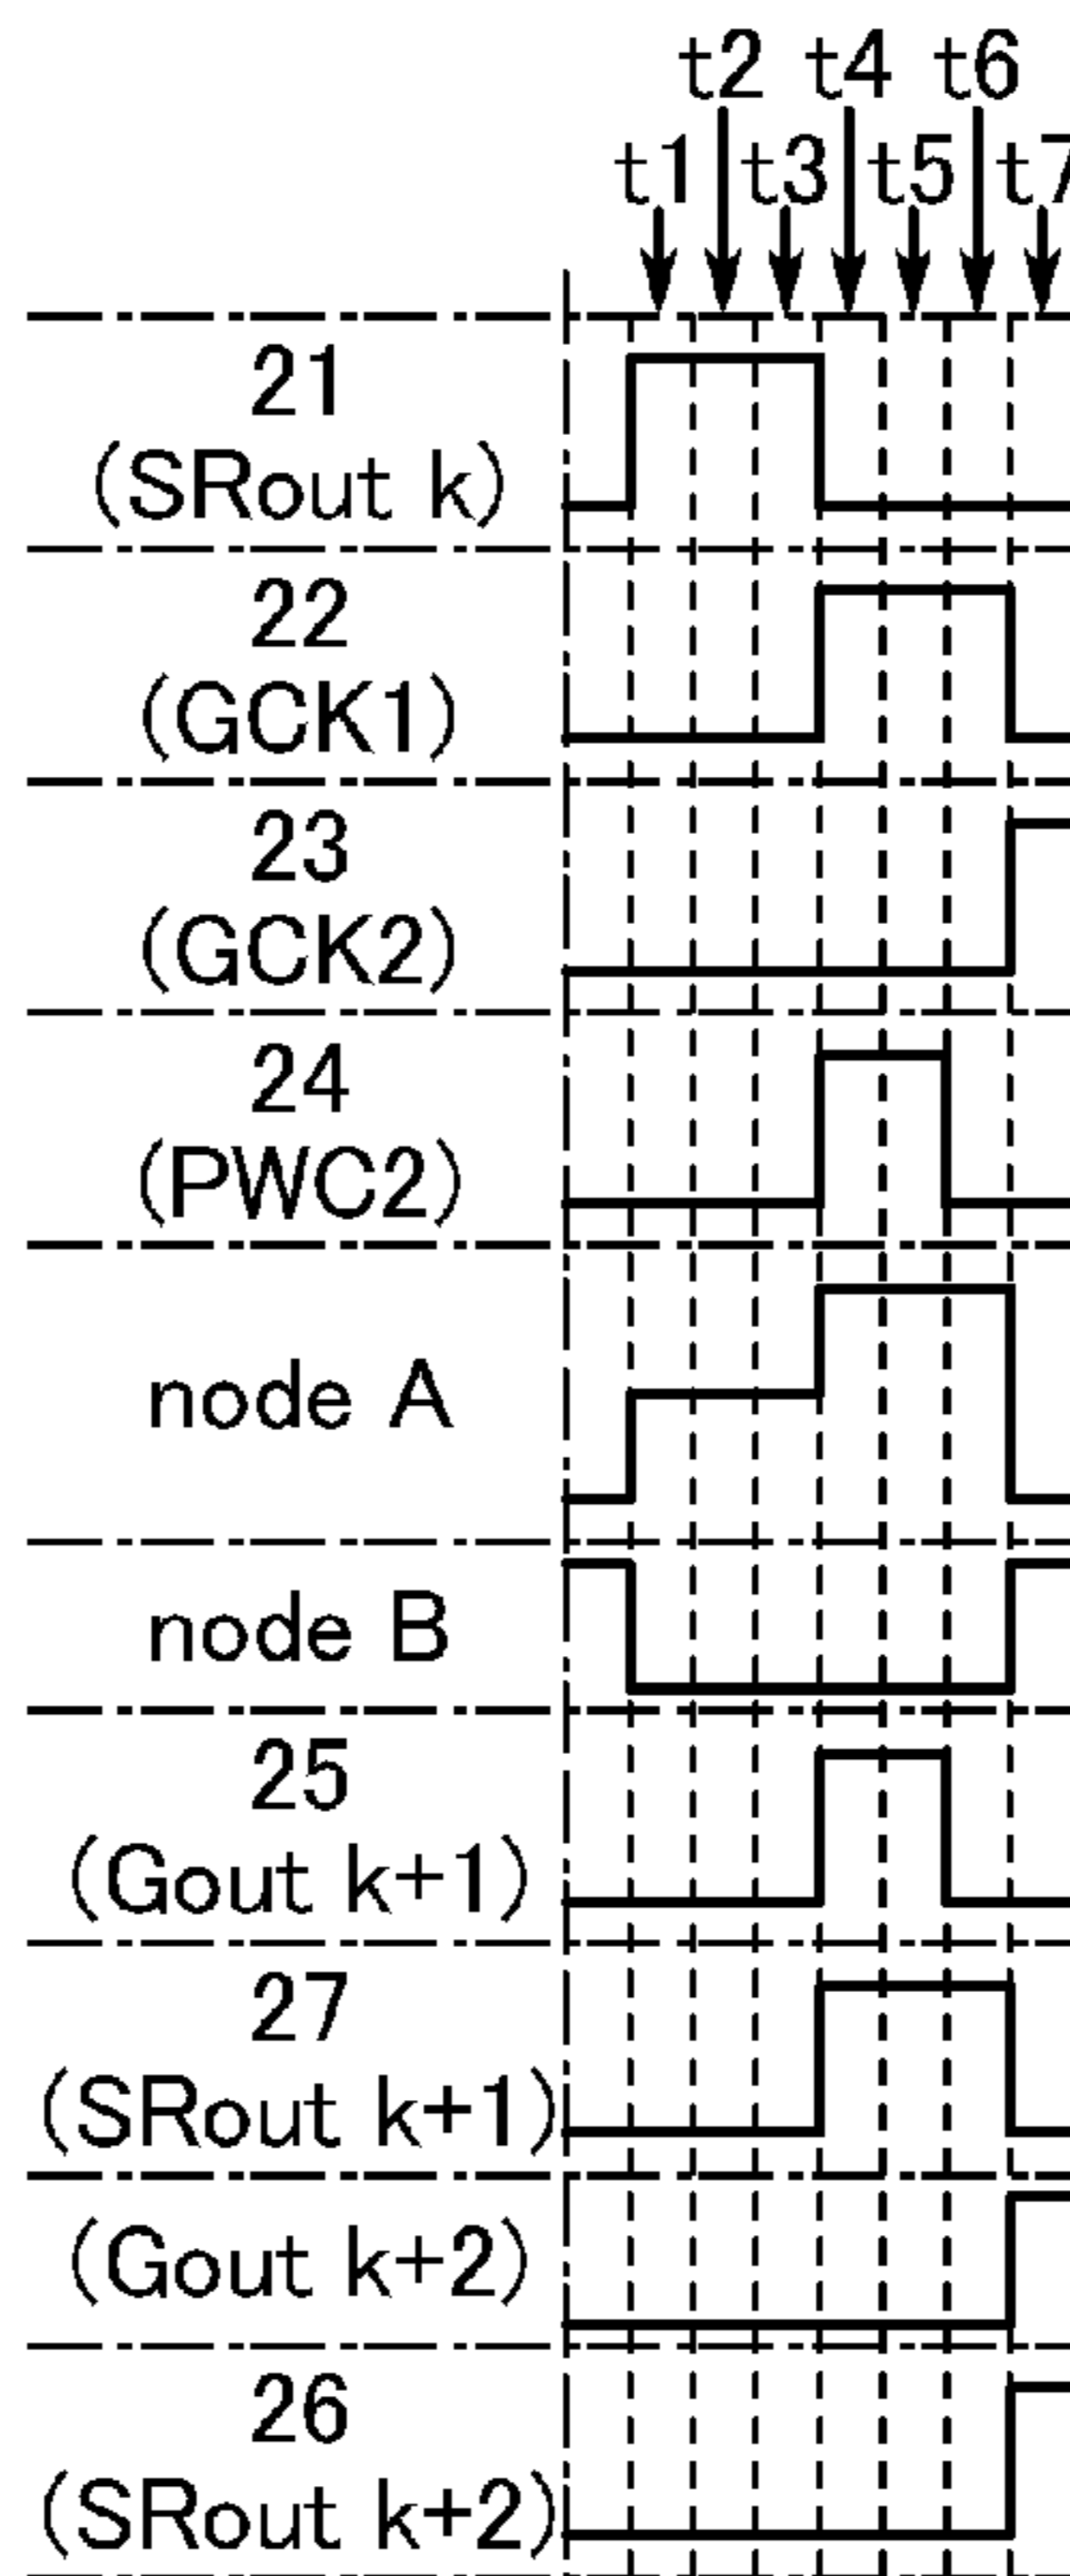 t2 t4 t6
t1 t3 t5 t7
21
(SRout k)
22
(GCK1)
23
(GCK2)
24
(PWC2)
node A
node B
25
(Gout k+1)
27
(SRout k+1)
(Gout k+2)
26
(SRout k+2)